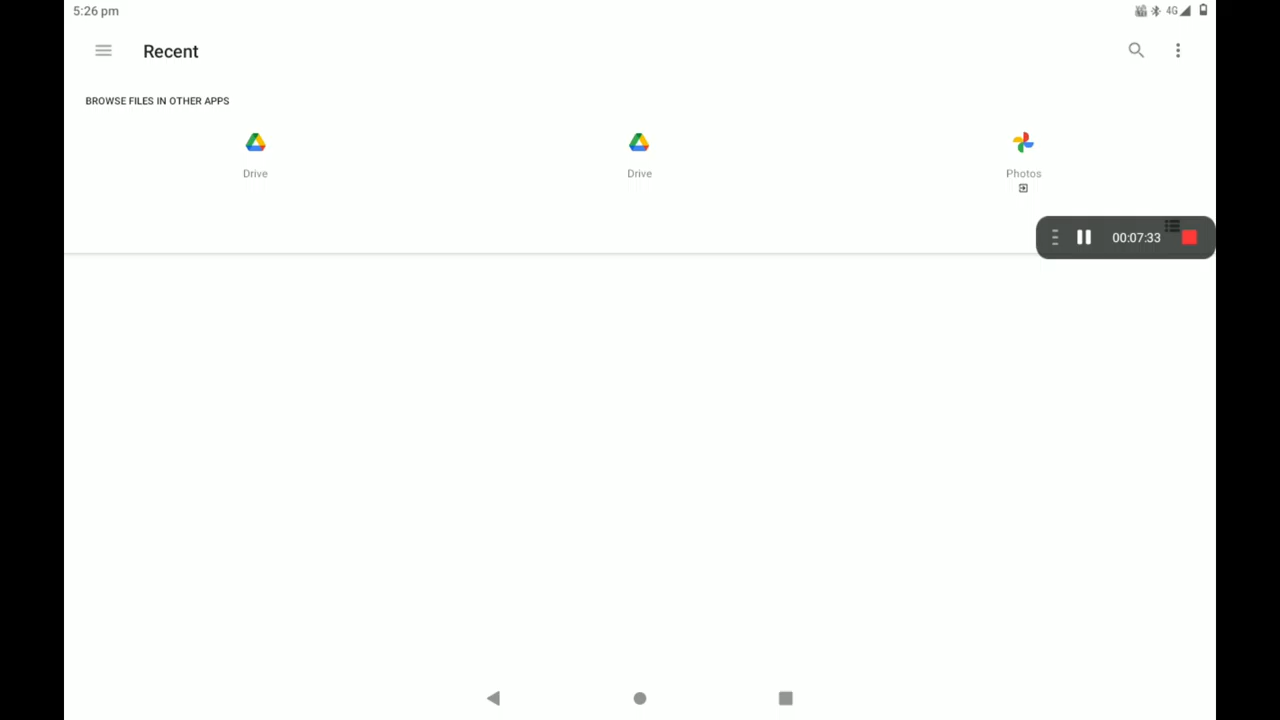 5:26 pm
4G
Recent
BROWSE FILES IN OTHER APPS
Drive
Drive
Photos
00:07:33